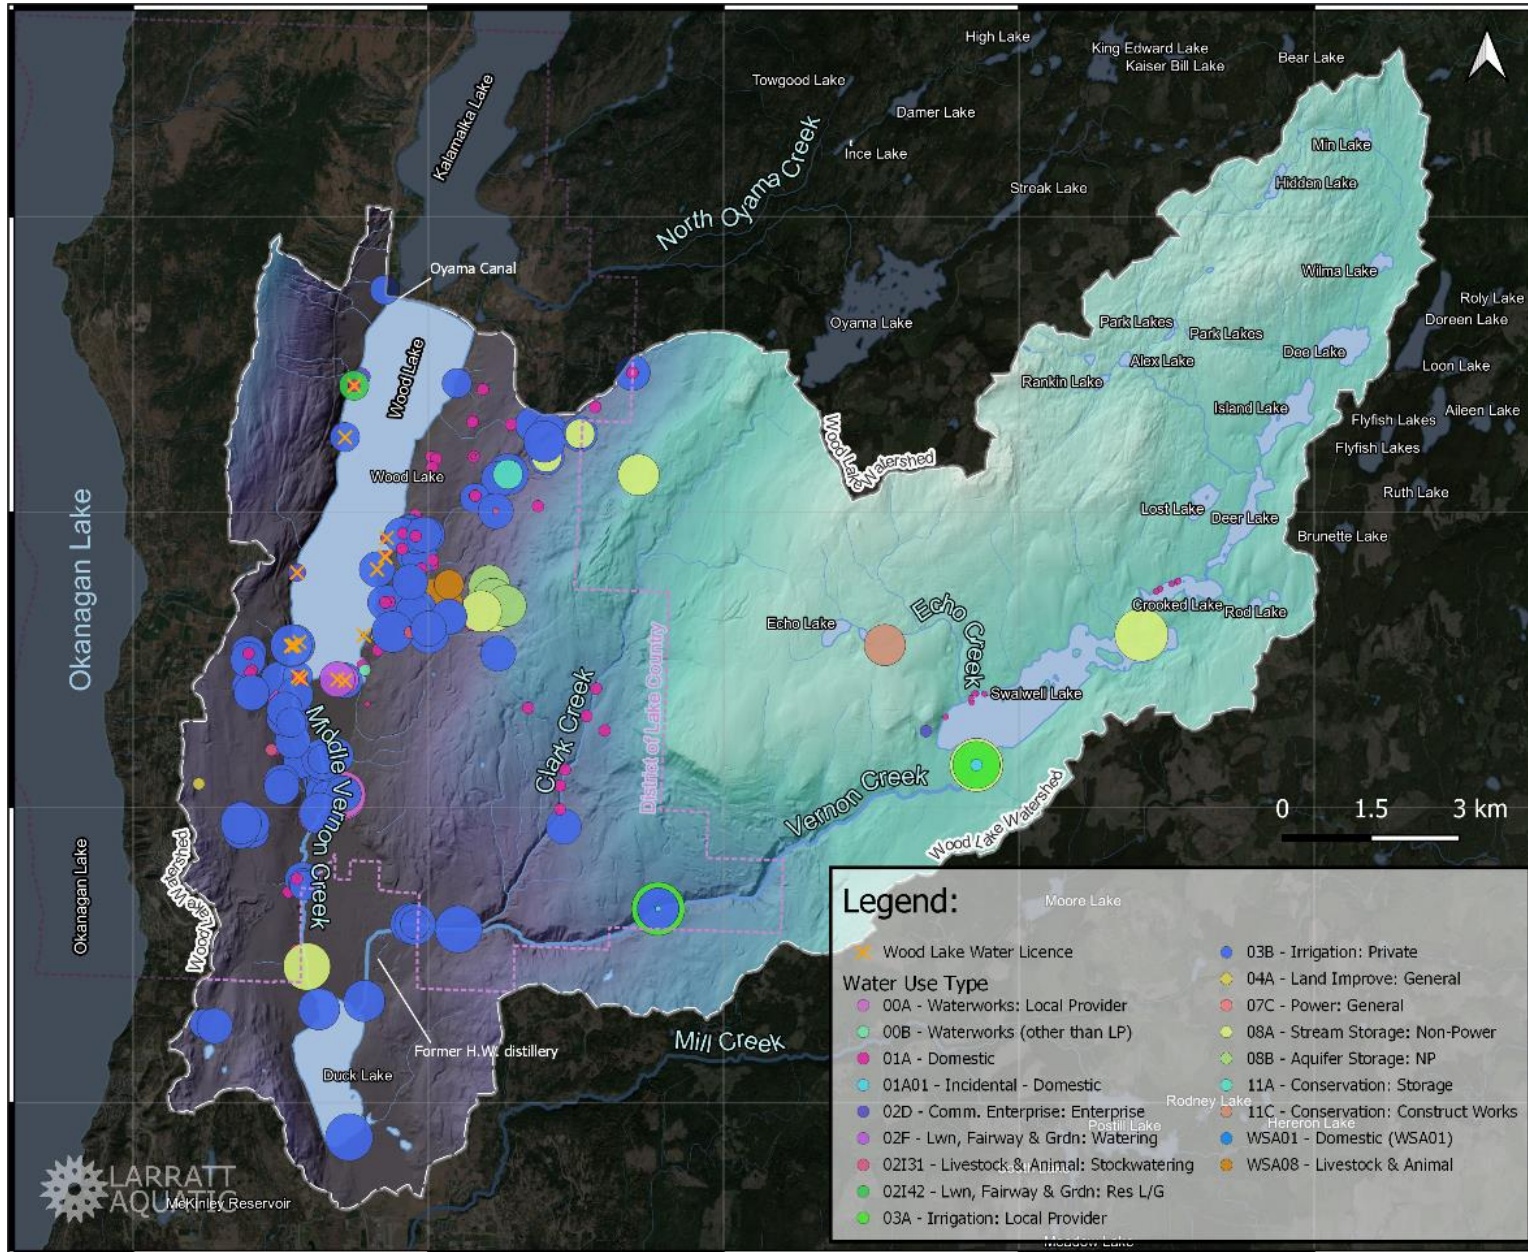 High Lake
King Edward Lake
Kaiser Bill Lake
Bear Lake
Towgood Lake
Damer Lake
Kalamalka Lake
Ince Lake
Min Lake
Hidden Lake
Streak Lake
North Oyama Creek
Oyama Canal
Wilma Lake
Roly Lake
Doreen Lake
Oyama Lake
Park Lakes
Park Lakes
Dee Lake
Alex Lake
Loon Lake
Rankin Lake
Wood Lake
Island Lake
Aileen Lake
Flyfish Lakes
Flyfish Lakes
Wood Lake Watershed
Wood Lake
Ruth Lake
Lost Lake
Deer Lake
Brunette Lake
Okanagan Lake
Crooked Lake
Rod Lake
Echo Lake
Echo Creek
Swalwell Lake
District of Lake Country
Clark Creek
Middle Vernon Creek
Vernon Creek
Wood Lake Watershed
0 1.5 3 km
Okanagan Lake
Wood Lake Watershed
Former H.W. distillery
Mill Creek
Duck Lake
LARRATT
AQUATIC
McKinley Reservoir
Moore Lake
Rodney Lake
Postill Lake
Hereron Lake
Meadow Lake
Legend:
Wood Lake Water Licence
Water Use Type
00A - Waterworks: Local Provider
00B - Waterworks (other than LP)
01A - Domestic
01A01 - Incidental - Domestic
02D - Comm. Enterprise: Enterprise
02F - Lwn, Fairway & Grdn: Watering
02I31 - Livestock & Animal: Stockwatering
02I42 - Lwn, Fairway & Grdn: Res L/G
03A - Irrigation: Local Provider
03B - Irrigation: Private
04A - Land Improve: General
07C - Power: General
08A - Stream Storage: Non-Power
08B - Aquifer Storage: NP
11A - Conservation: Storage
11C - Conservation: Construct Works
WSA01 - Domestic (WSA01)
WSA08 - Livestock & Animal